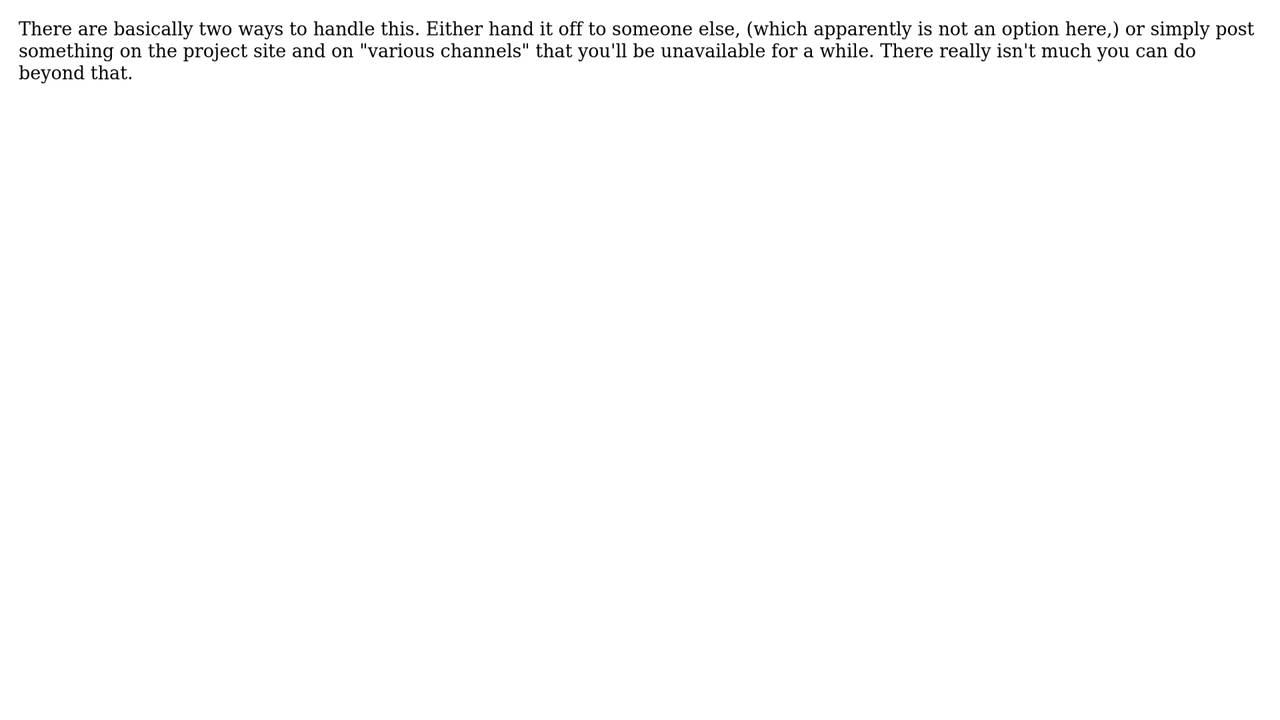 There are basically two ways to handle this. Either hand it off to someone else, (which apparently is not an option here,) or simply post
something on the project site and on "various channels" that you'll be unavailable for a while. There really isn't much you can do
beyond that.